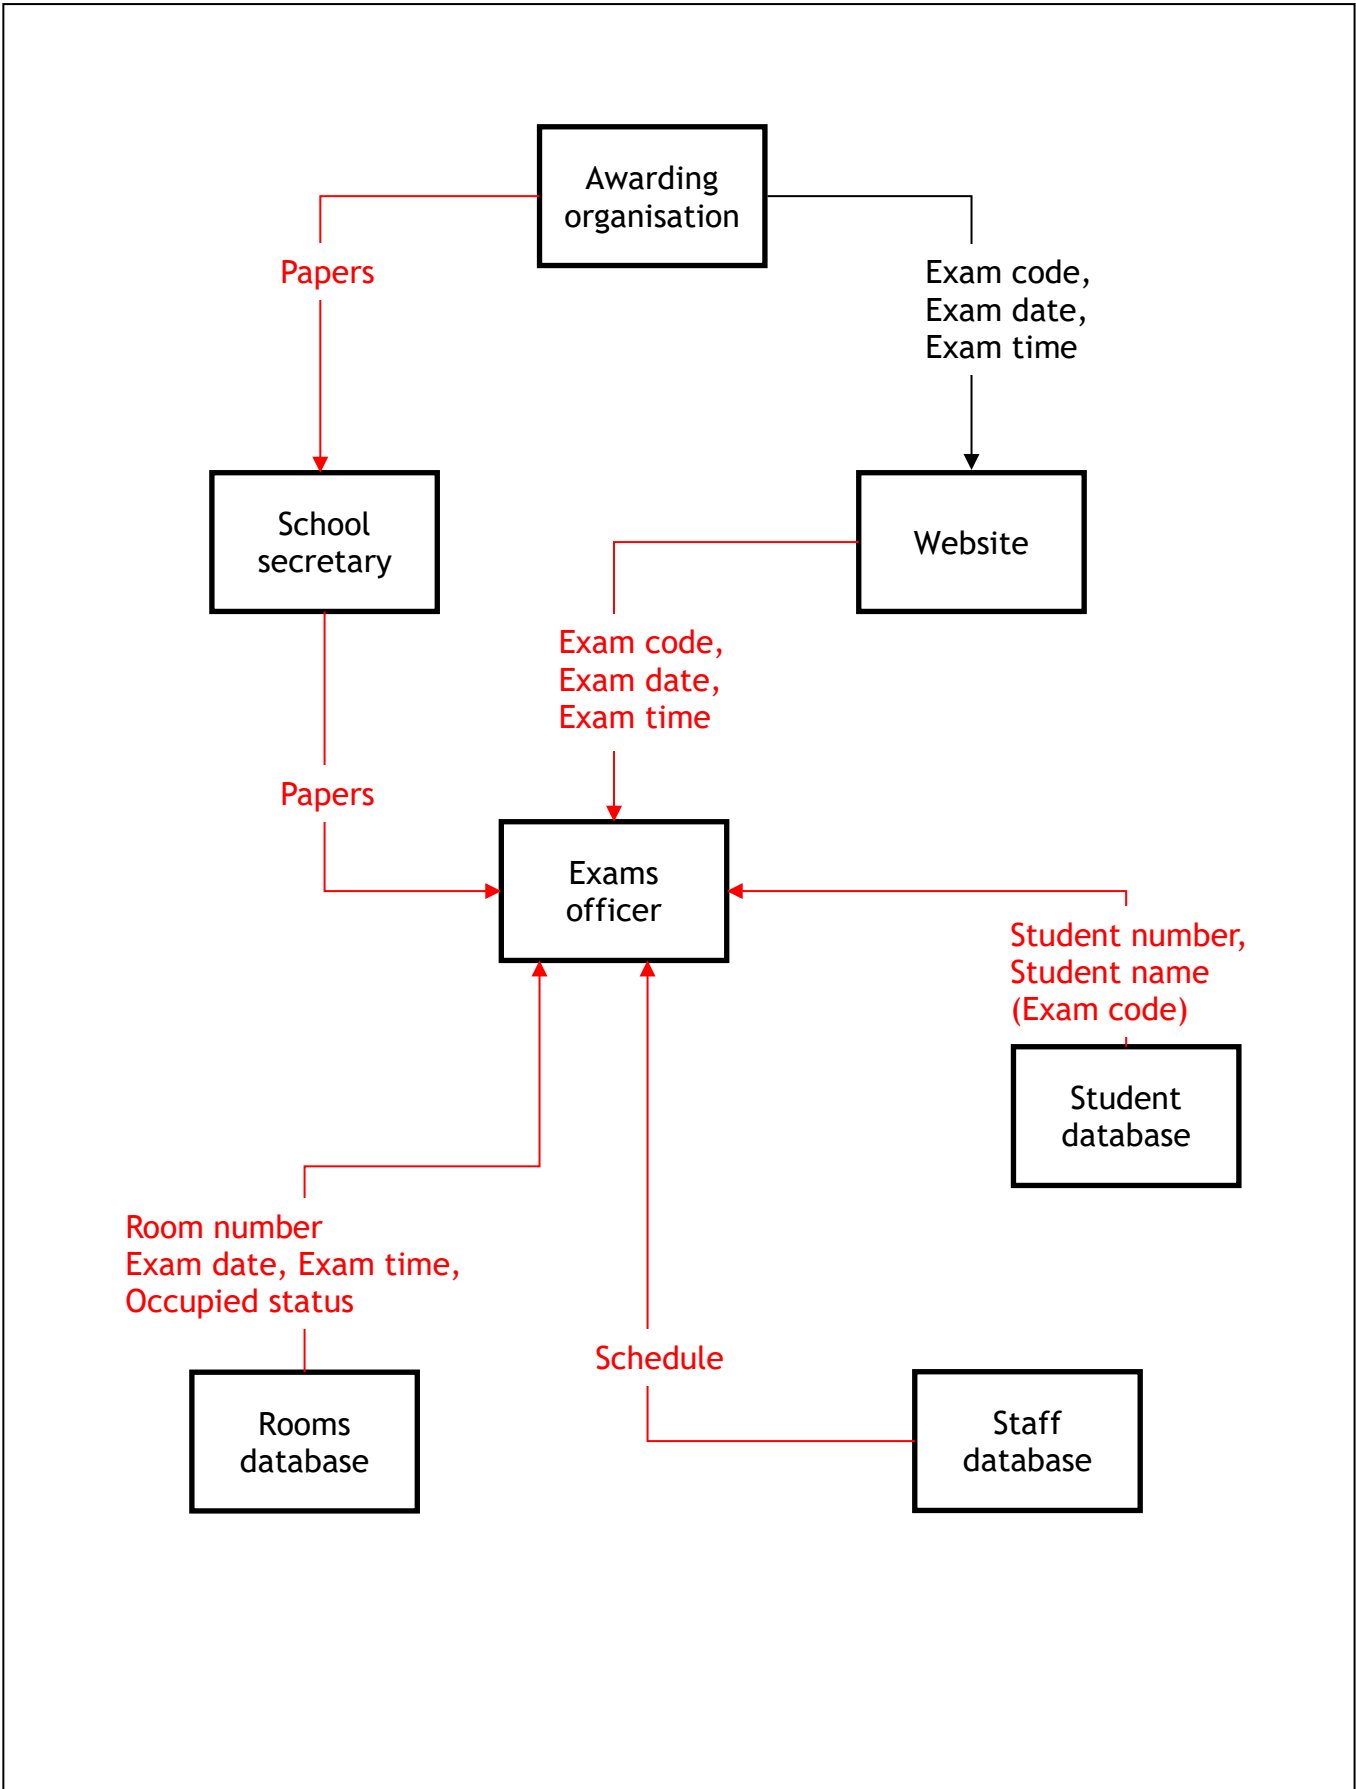 Awarding
organisation
Papers
Exam code,
Exam date,
Exam time
School
secretary
Website
Exam code,
Exam date,
Exam time
Papers
Exams
officer
Student number,
Student name
(Exam code)
Student
database
Room number
Exam date, Exam time,
Occupied status
Schedule
Rooms
database
Staff
database